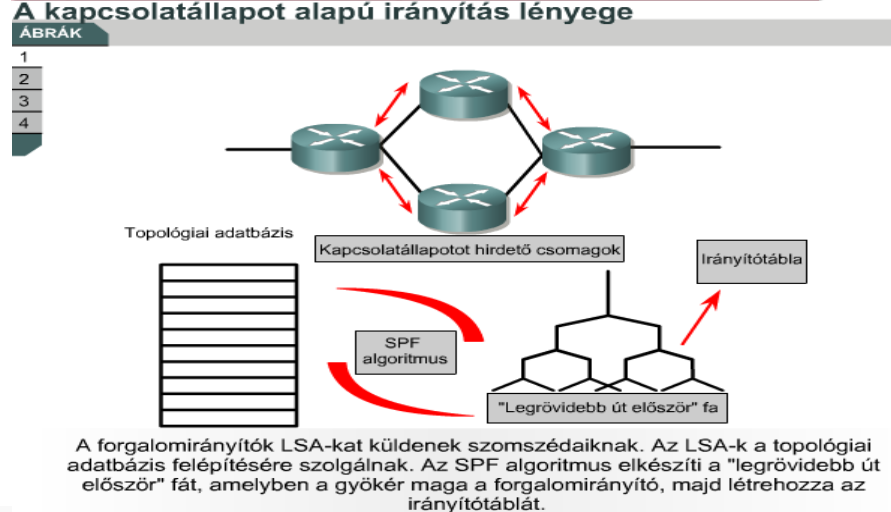 A kapcsolatállapot alapú irányítás lényege
ÁBRÁK
1
2
3
4
Topológiai adatbázis
Kapcsolatállapotot hirdető csomagok
Irányítótábla
SPF
algoritmus
"Legrövidebb út először" fa
A forgalomirányítók LSA-kat küldenek szomszédaiknak. Az LSA-k a topológiai
adatbázis felépítésére szolgálnak. Az SPF algoritmus elkészíti a "legrövidebb út
először" fát, amelyben a gyökér maga a forgalomirányító, majd létrehozza az
irányítótáblát.